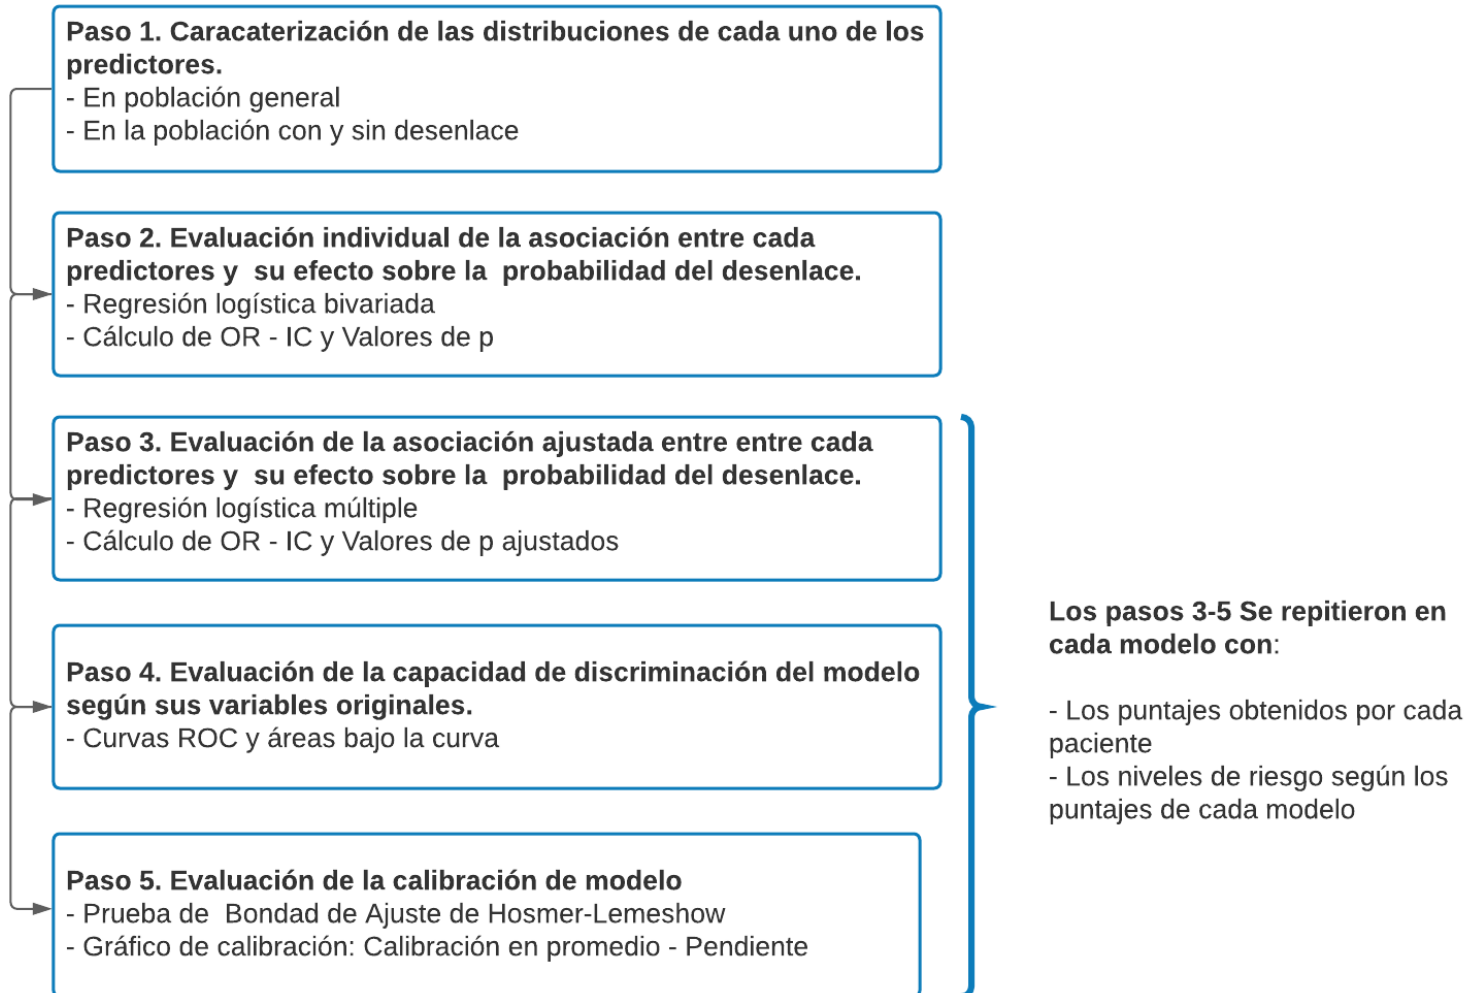 Paso 1. Caracaterización de las distribuciones de cada uno de los
predictores.
- En población general
- En la población con y sin desenlace
Paso 2. Evaluación individual de la asociación entre cada
predictores y  su efecto sobre la  probabilidad del desenlace.
- Regresión logística bivariada
- Cálculo de OR - IC y Valores de p
Paso 3. Evaluación de la asociación ajustada entre entre cada
predictores y  su efecto sobre la  probabilidad del desenlace.
- Regresión logística múltiple
- Cálculo de OR - IC y Valores de p ajustados
Paso 4. Evaluación de la capacidad de discriminación del modelo
según sus variables originales.
- Curvas ROC y áreas bajo la curva
Paso 5. Evaluación de la calibración de modelo
- Prueba de  Bondad de Ajuste de Hosmer-Lemeshow
- Gráfico de calibración: Calibración en promedio - Pendiente
Los pasos 3-5 Se repitieron en
cada modelo con:
- Los puntajes obtenidos por cada
paciente
- Los niveles de riesgo según los
puntajes de cada modelo